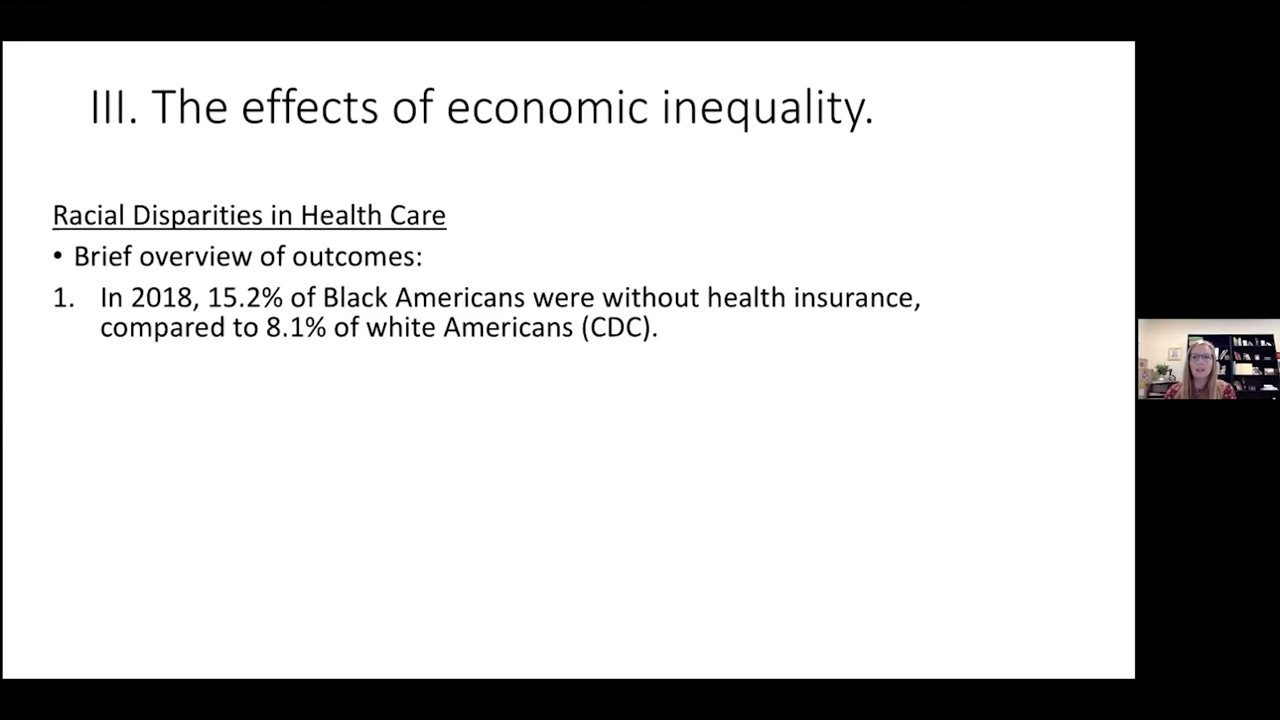 III. The effects of economic inequality.
Racial Disparities in Health Care
• Brief overview of outcomes:
1. In 2018, 15.2% of Black Americans were without health insurance,
compared to 8.1% of white Americans (CDC).